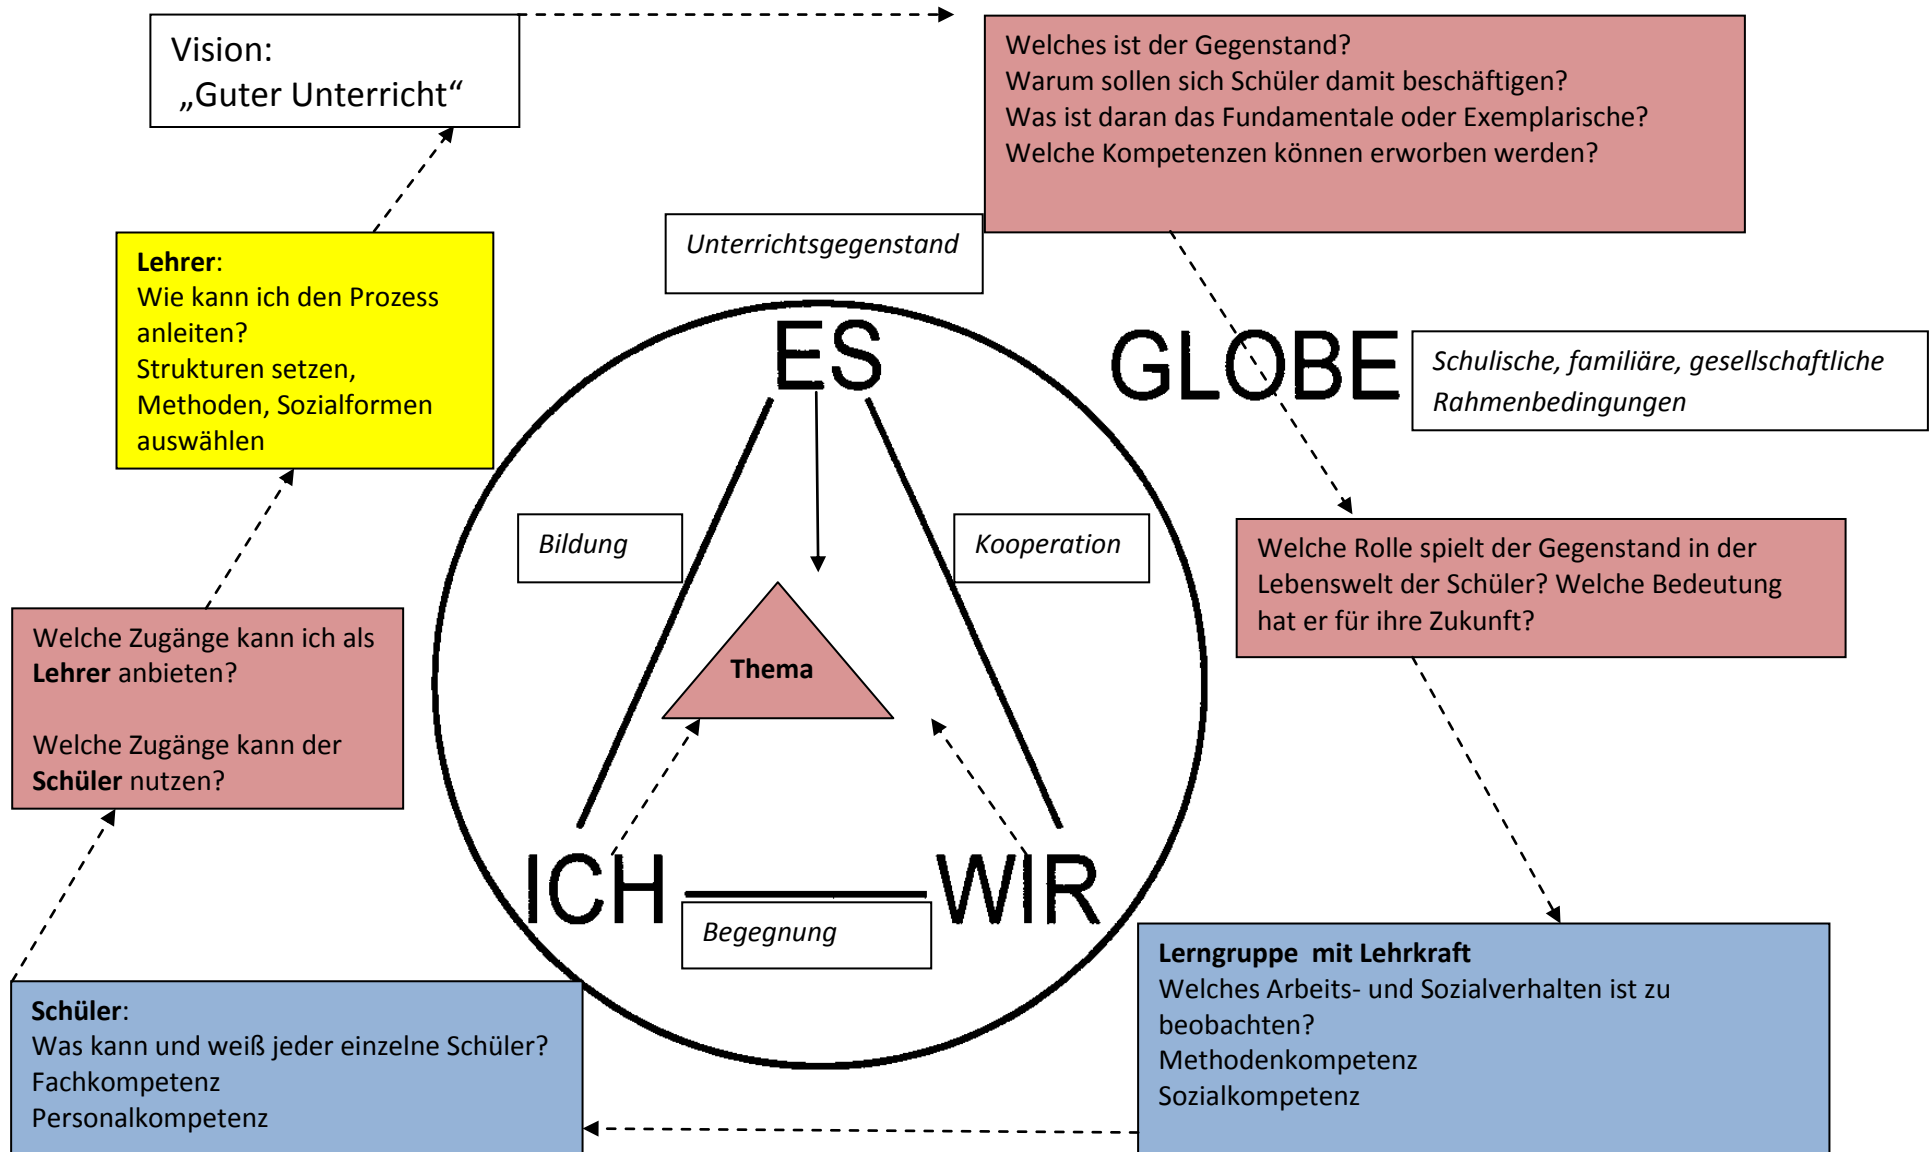 Vision:
„Guter Unterricht“
Welches ist der Gegenstand?
Warum sollen sich Schüler damit beschäftigen?
Was ist daran das Fundamentale oder Exemplarische?
Welche Kompetenzen können erworben werden?
Unterrichtsgegenstand
Lehrer:
Wie kann ich den Prozess
anleiten?
Strukturen setzen,
Methoden, Sozialformen
auswählen
ES
GLOBE
Schulische, familiäre, gesellschaftliche
Rahmenbedingungen
Bildung
Kooperation
Welche Rolle spielt der Gegenstand in der
Lebenswelt der Schüler? Welche Bedeutung
hat er für ihre Zukunft?
Welche Zugänge kann ich als
Lehrer anbieten?
Welche Zugänge kann der
Schüler nutzen?
Thema
ICH
WIR
Begegnung
Lerngruppe  mit Lehrkraft
Welches Arbeits- und Sozialverhalten ist zu
beobachten?
Methodenkompetenz
Sozialkompetenz
Schüler:
Was kann und weiß jeder einzelne Schüler?
Fachkompetenz
Personalkompetenz